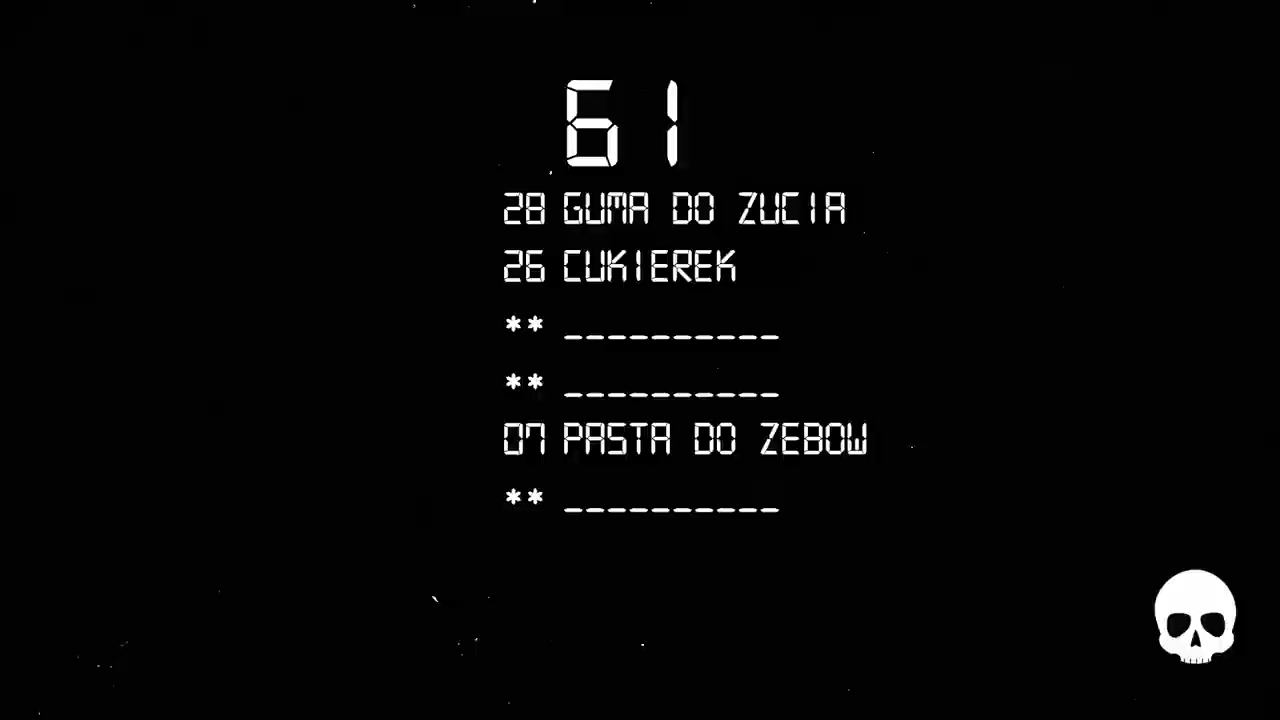 61
28 GUMA DO ZUCIA
26 CUKIEREK
** __________
** __________
07 PASTA DO ZEBOW
** __________